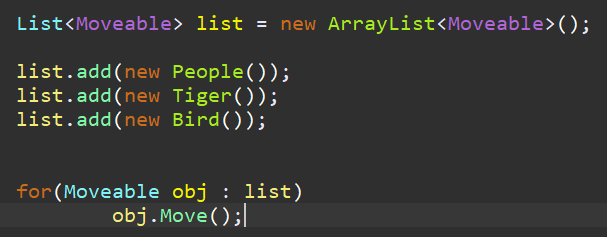 List<Moveable> list = new ArrayList<Moveable>();
list.add(new People());
list.add(new Tiger());
list.add(new Bird());
for(Moveable obj : list)
obj.Move();